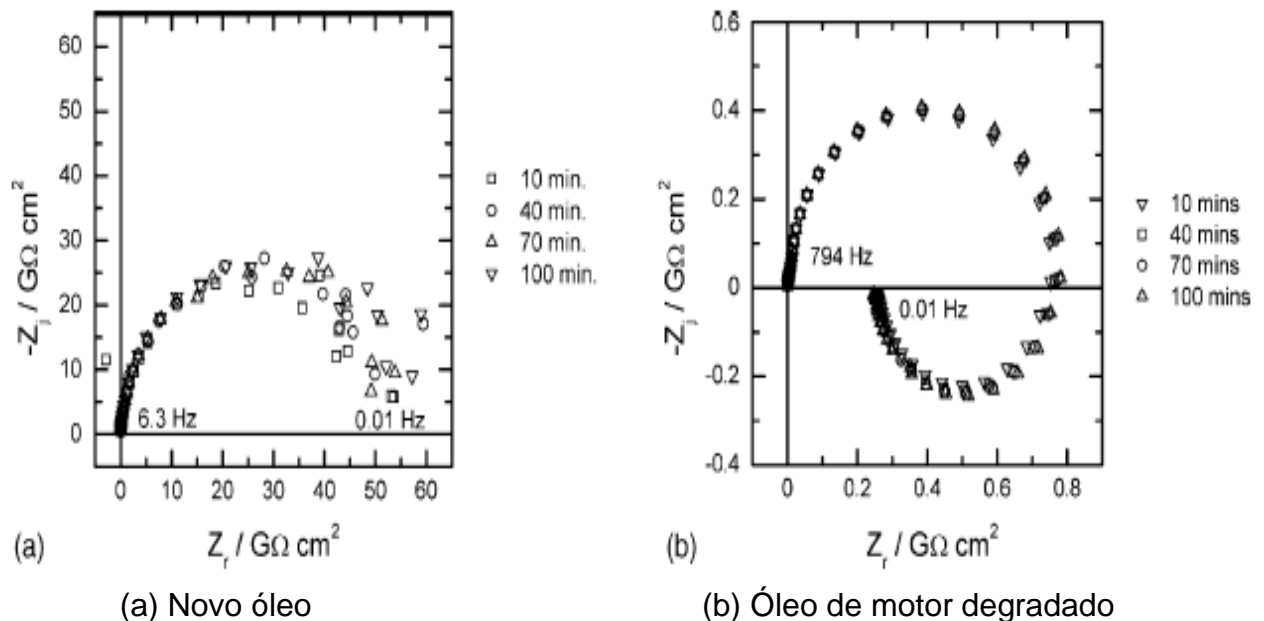 60
50
40
30
20
10
0
-Z_j / GΩ cm²
0 10 20 30 40 50 60
Z_r / GΩ cm²
6.3 Hz
0.01 Hz
10 min.
40 min.
70 min.
100 min.
(a)
0.6
0.4
0.2
0
-0.2
-0.4
-Z_j / GΩ cm²
0 0.2 0.4 0.6 0.8
Z_r / GΩ cm²
794 Hz
0.01 Hz
10 mins
40 mins
70 mins
100 mins
(b)
(a) Novo óleo
(b) Óleo de motor degradado